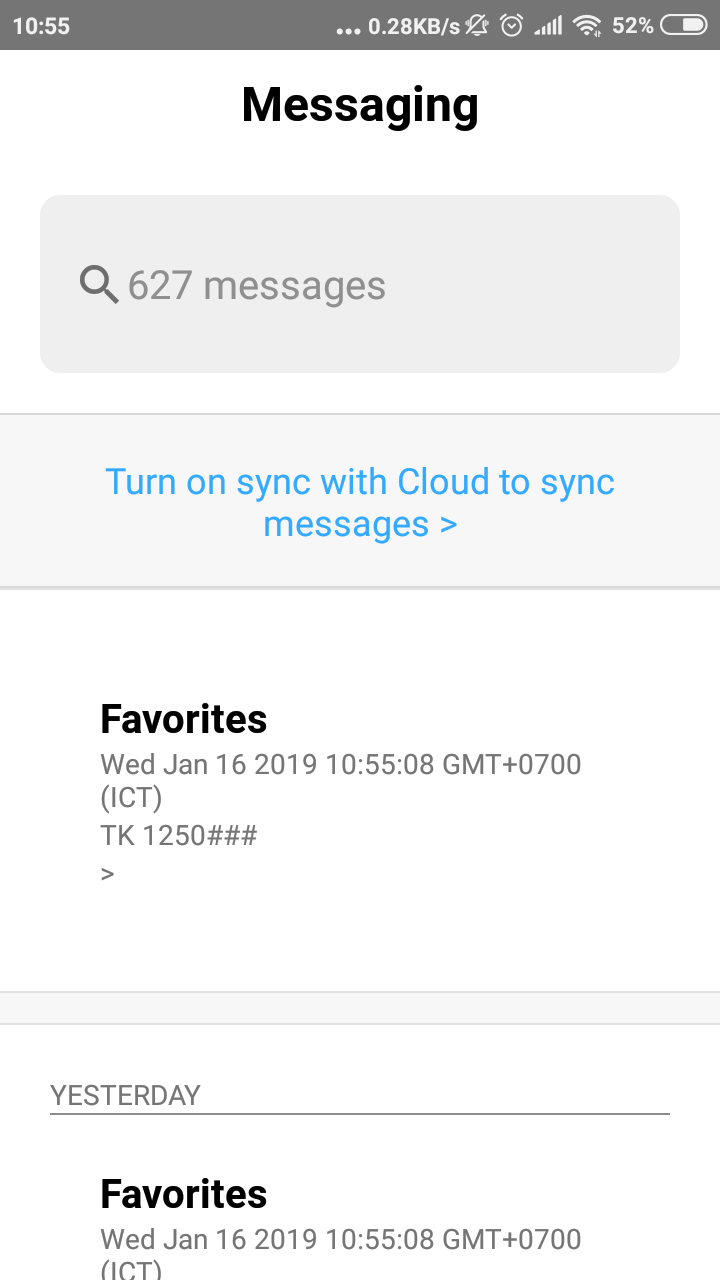 10:55 ... 0.28KB/s 52%
Messaging
627 messages
Turn on sync with Cloud to sync
messages >
Favorites
Wed Jan 16 2019 10:55:08 GMT+0700
(ICT)
TK 1250###
>
YESTERDAY
Favorites
Wed Jan 16 2019 10:55:08 GMT+0700
(ICT)